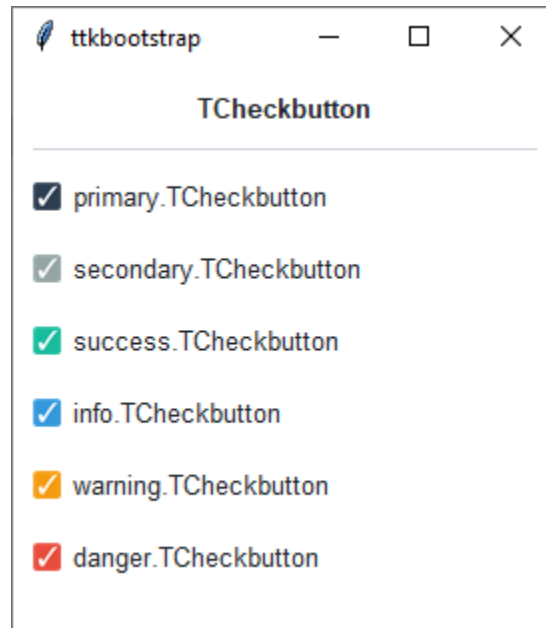 ttkbootstrap
TCheckbutton
primary.TCheckbutton
secondary.TCheckbutton
success.TCheckbutton
info.TCheckbutton
warning.TCheckbutton
danger.TCheckbutton